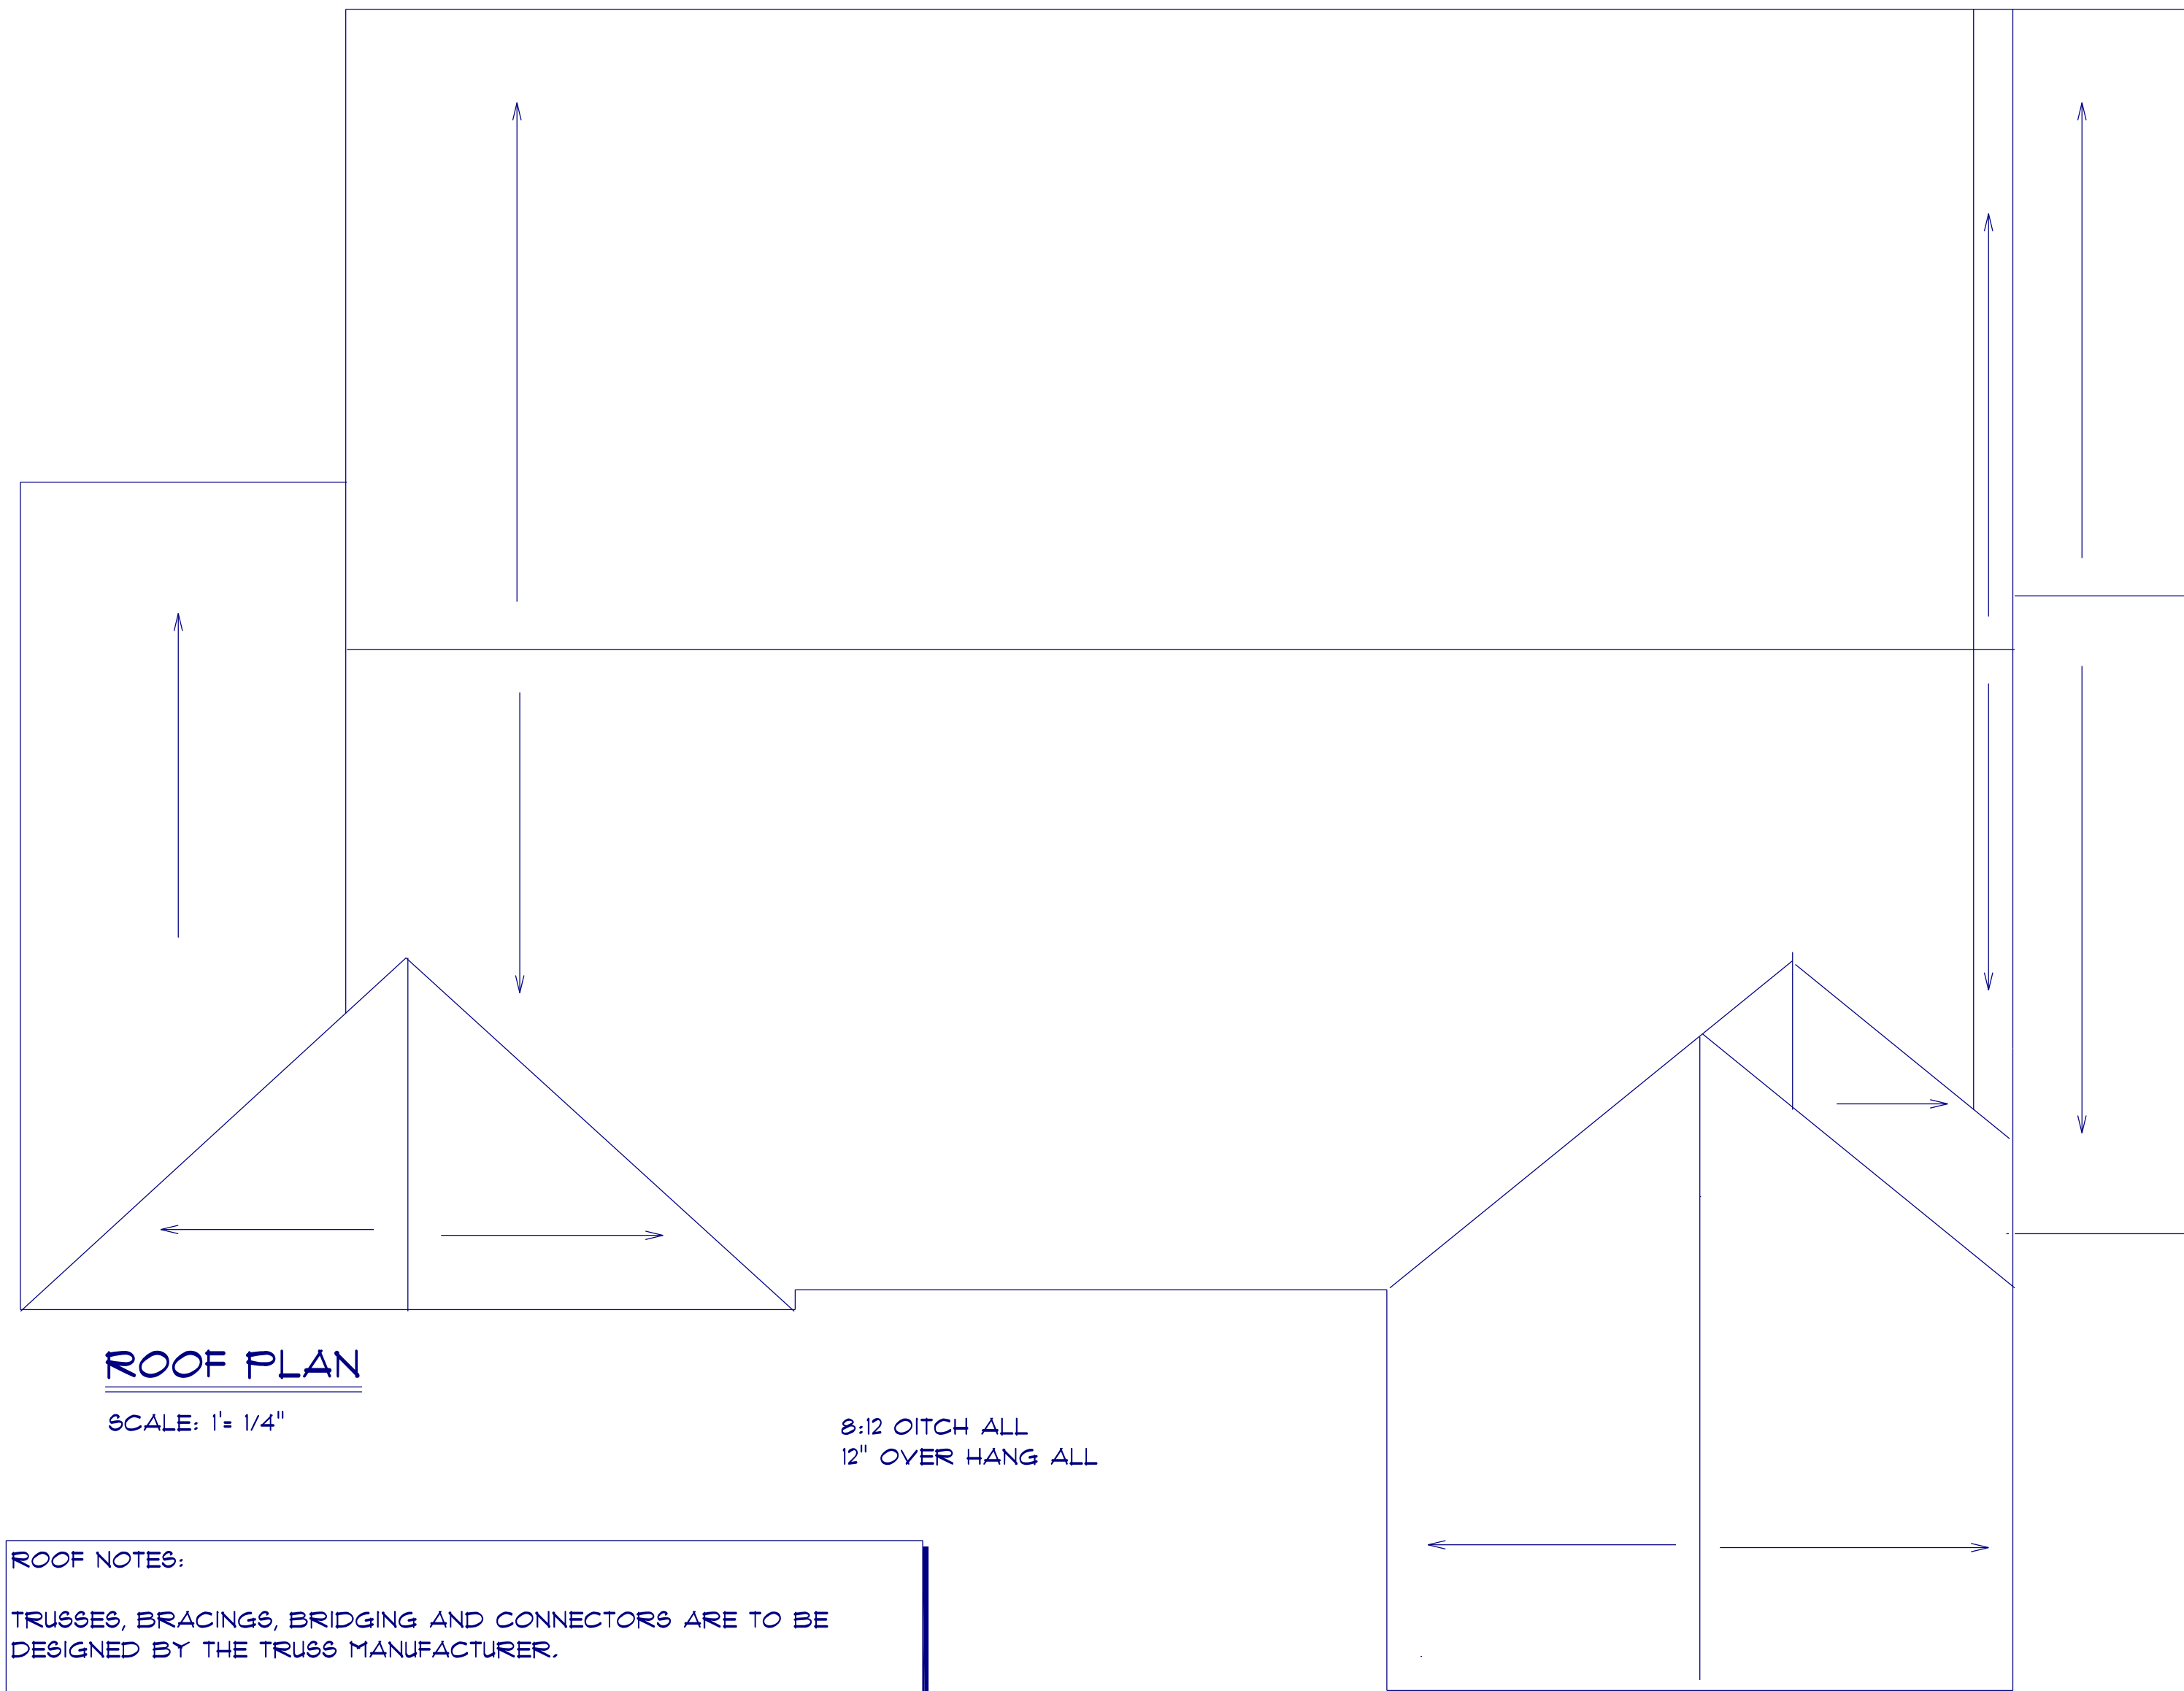 ROOF PLAN
SCALE: 1'= 1/4"
8:12 OITCH ALL
12" OVER HANG ALL
ROOF NOTES:
TRUSSES, BRACINGS, BRIDGING AND CONNECTORS ARE TO BE
DESIGNED BY THE TRUS MANUFACTURER.